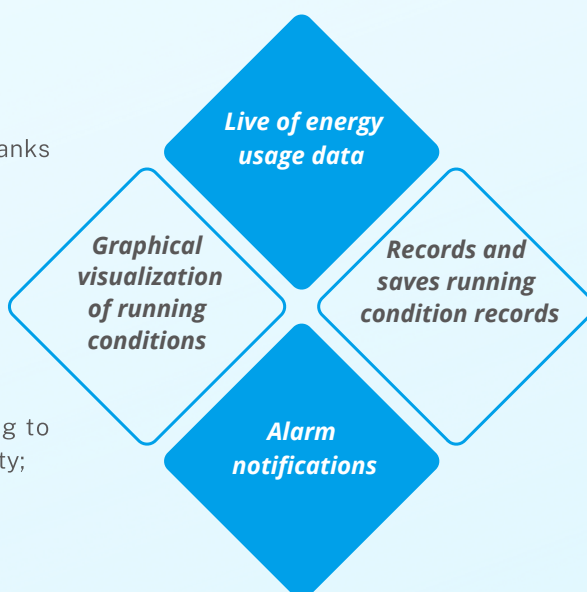 anks
g to
ty;
Live of energy
usage data
Graphical
visualization
of running
conditions
Records and
saves running
condition records
Alarm
notifications